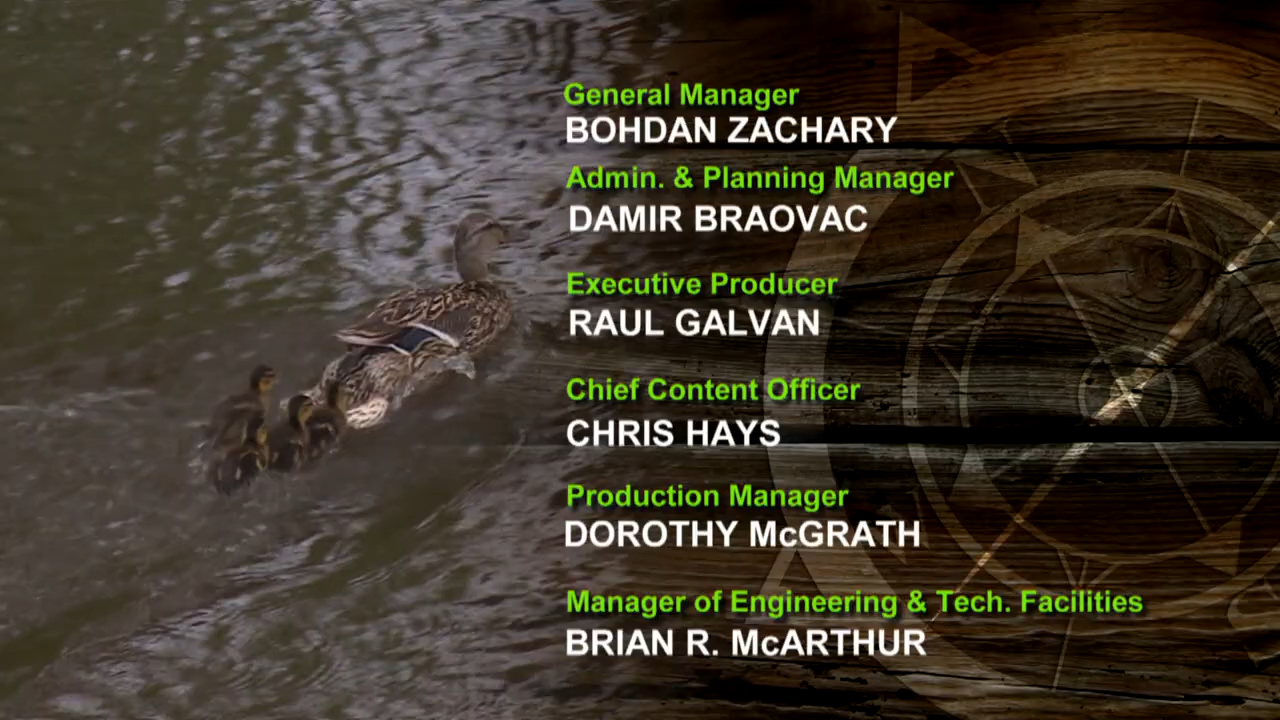 General Manager
BOHDAN ZACHARY
Admin. & Planning Manager
DAMIR BRAOVAC
Executive Producer
RAUL GALVAN
Chief Content Officer
CHRIS HAYS
Production Manager
DOROTHY McGRATH
Manager of Engineering & Tech. Facilities
BRIAN R. McARTHUR